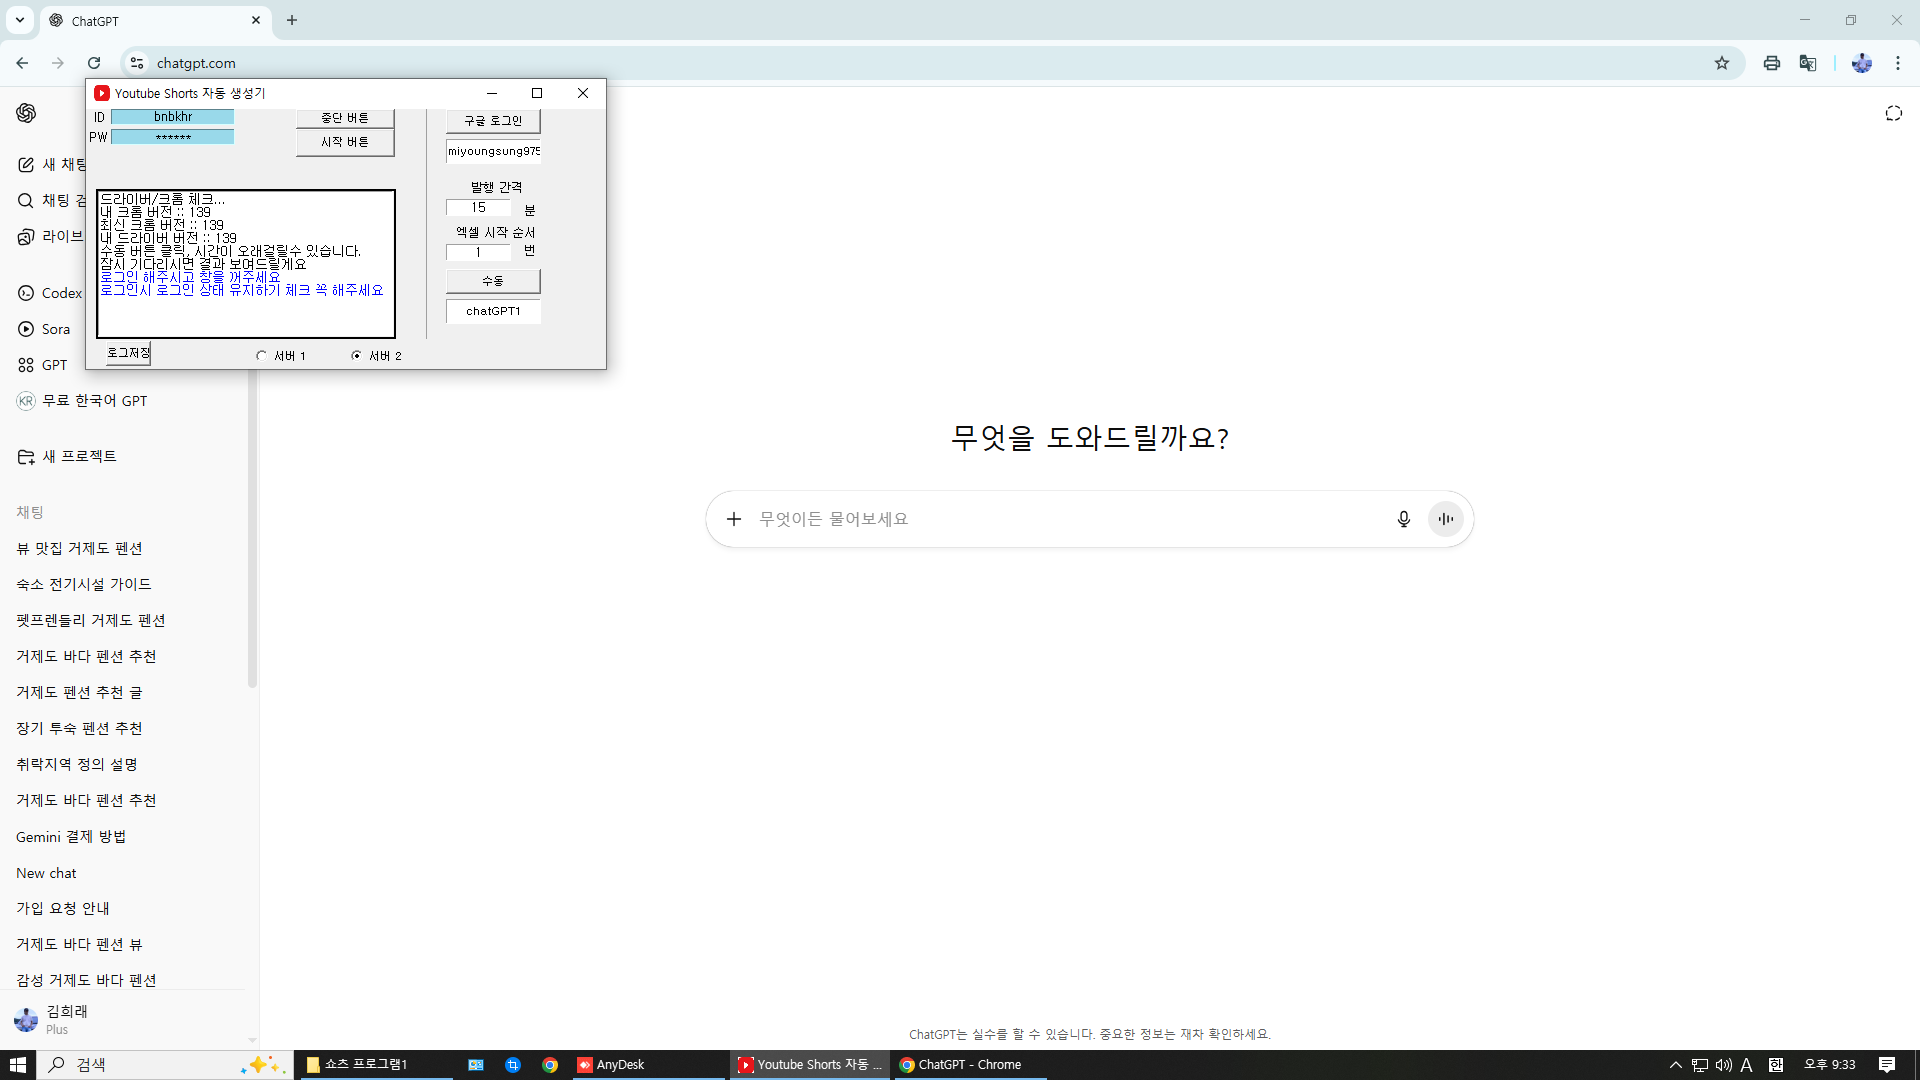 ChatGPT
chatgpt.com
Youtube Shorts 자동 생성기
ID
bnbkhr
PW
******
중단 버튼
시작 버튼
구글 로그인
miyoungsung975
발행 간격
15
분
엑셀 시작 순서
1
번
수동
chatGPT1
드라이버/크롬 체크...
내 크롬 버전 :: 139
최신 크롬 버전 :: 139
내 드라이버 버전 :: 139
수동 버튼 클릭, 시간이 오래걸릴수 있습니다.
잠시 기다리시면 결과 보여드릴게요
로그인 해주시고 창을 꺼주세요
로그인시 로그인 상태 유지하기 체크 꼭 해주세요
로그저장
서버 1
서버 2
새 채팅
채팅 검
라이브
Codex
Sora
GPT
KR
무료 한국어 GPT
새 프로젝트
채팅
뷰 맛집 거제도 펜션
숙소 전기시설 가이드
펫프렌들리 거제도 펜션
거제도 바다 펜션 추천
거제도 펜션 추천 글
장기 투숙 펜션 추천
취락지역 정의 설명
거제도 바다 펜션 추천
Gemini 결제 방법
New chat
가입 요청 안내
거제도 바다 펜션 뷰
감성 거제도 바다 펜션
김희래
Plus
무엇을 도와드릴까요?
무엇이든 물어보세요
ChatGPT는 실수를 할 수 있습니다. 중요한 정보는 재차 확인하세요.
검색
쇼츠 프로그램1
AnyDesk
Youtube Shorts 자동 ...
ChatGPT - Chrome
A
한
오후 9:33